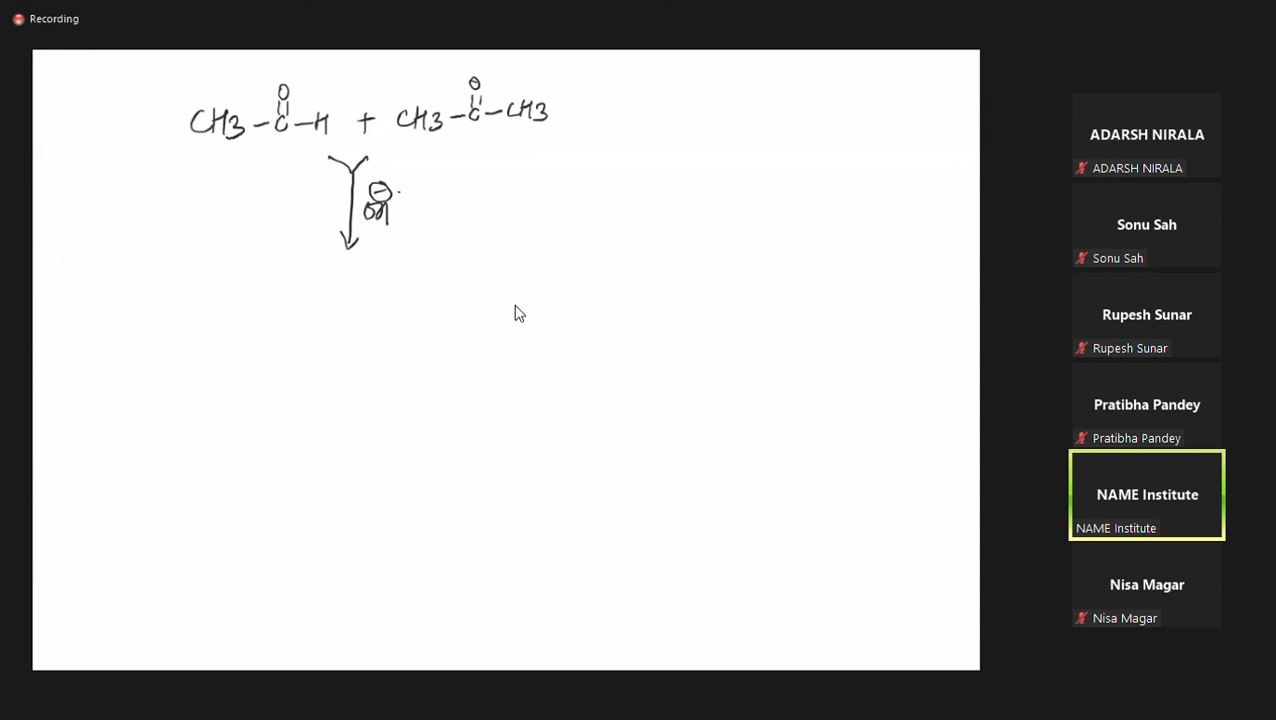 Recording
O O
CH3-C-H + CH3-C-CH3
⊖
OH
ADARSH NIRALA
ADARSH NIRALA
Sonu Sah
Sonu Sah
Rupesh Sunar
Rupesh Sunar
Pratibha Pandey
Pratibha Pandey
NAME Institute
NAME Institute
Nisa Magar
Nisa Magar